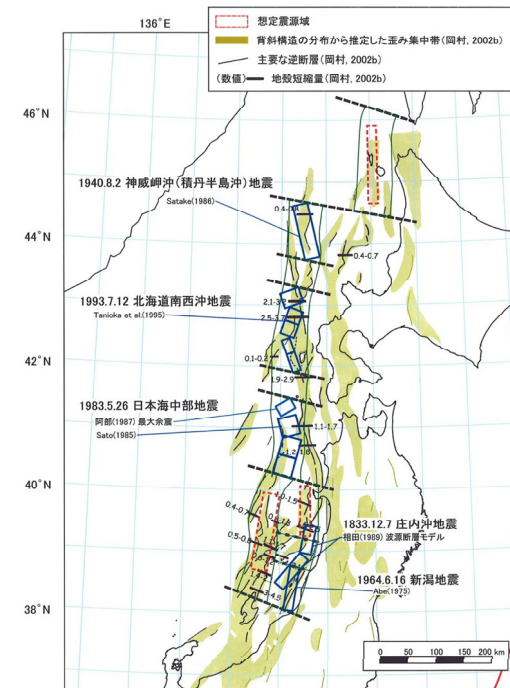 136°E
想定震源域
背斜構造の分布から推定した歪み集中帯(岡村, 2002b)
主要な逆断層(岡村, 2002b)
(数値) 地殻短縮量(岡村, 2002b)
46°N
1940.8.2 神威岬沖(積丹半島沖)地震
Satake(1986)
44°N
0.4-0.7
1993.7.12 北海道南西沖地震
Tanioka et al.(1995)
2.5-3.7
42°N
0.1-0.2
1.9-2.9
1983.5.26 日本海中部地震
阿部(1987) 最大余震
Sato(1985)
1.1-1.7
40°N
0.4-0.7
1833.12.7 庄内沖地震
相田(1989) 波源断層モデル
1964.6.16 新潟地震
Abe(1975)
38°N
0 50 100 150 200 km